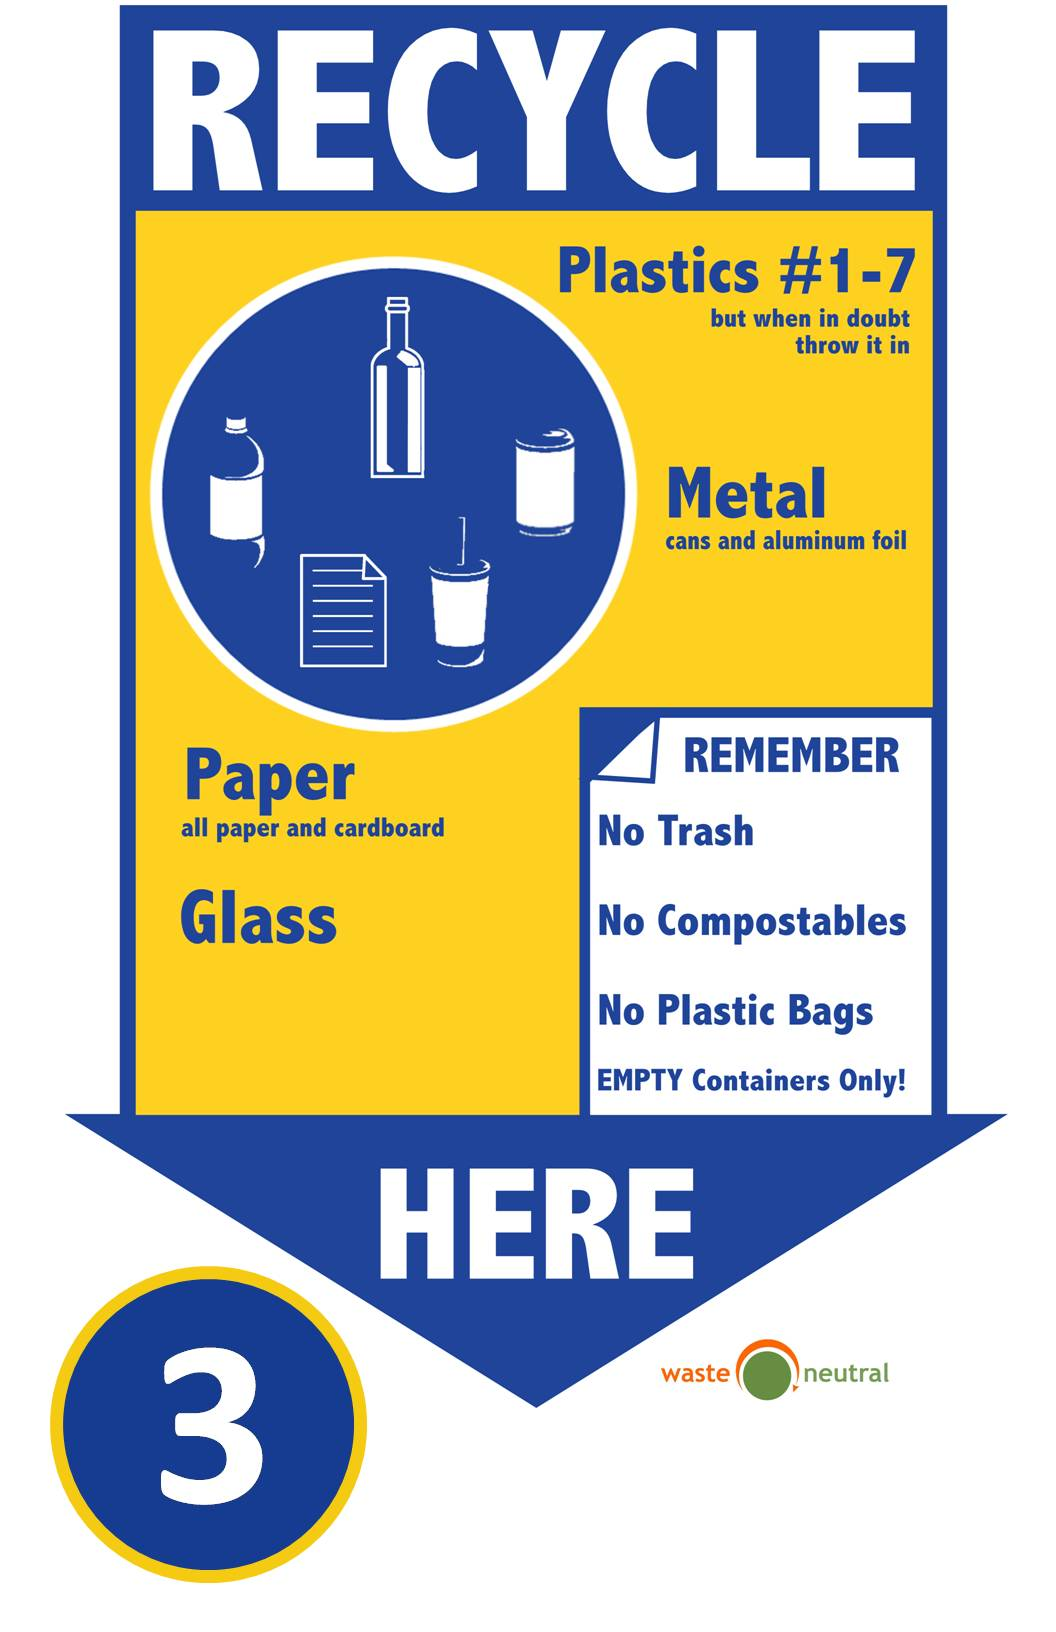 RECYCLE
Plastics #1-7
but when in doubt
throw it in
Metal
cans and aluminum foil
Paper
all paper and cardboard
Glass
REMEMBER
No Trash
No Compostables
No Plastic Bags
EMPTY Containers Only!
HERE
3
waste neutral